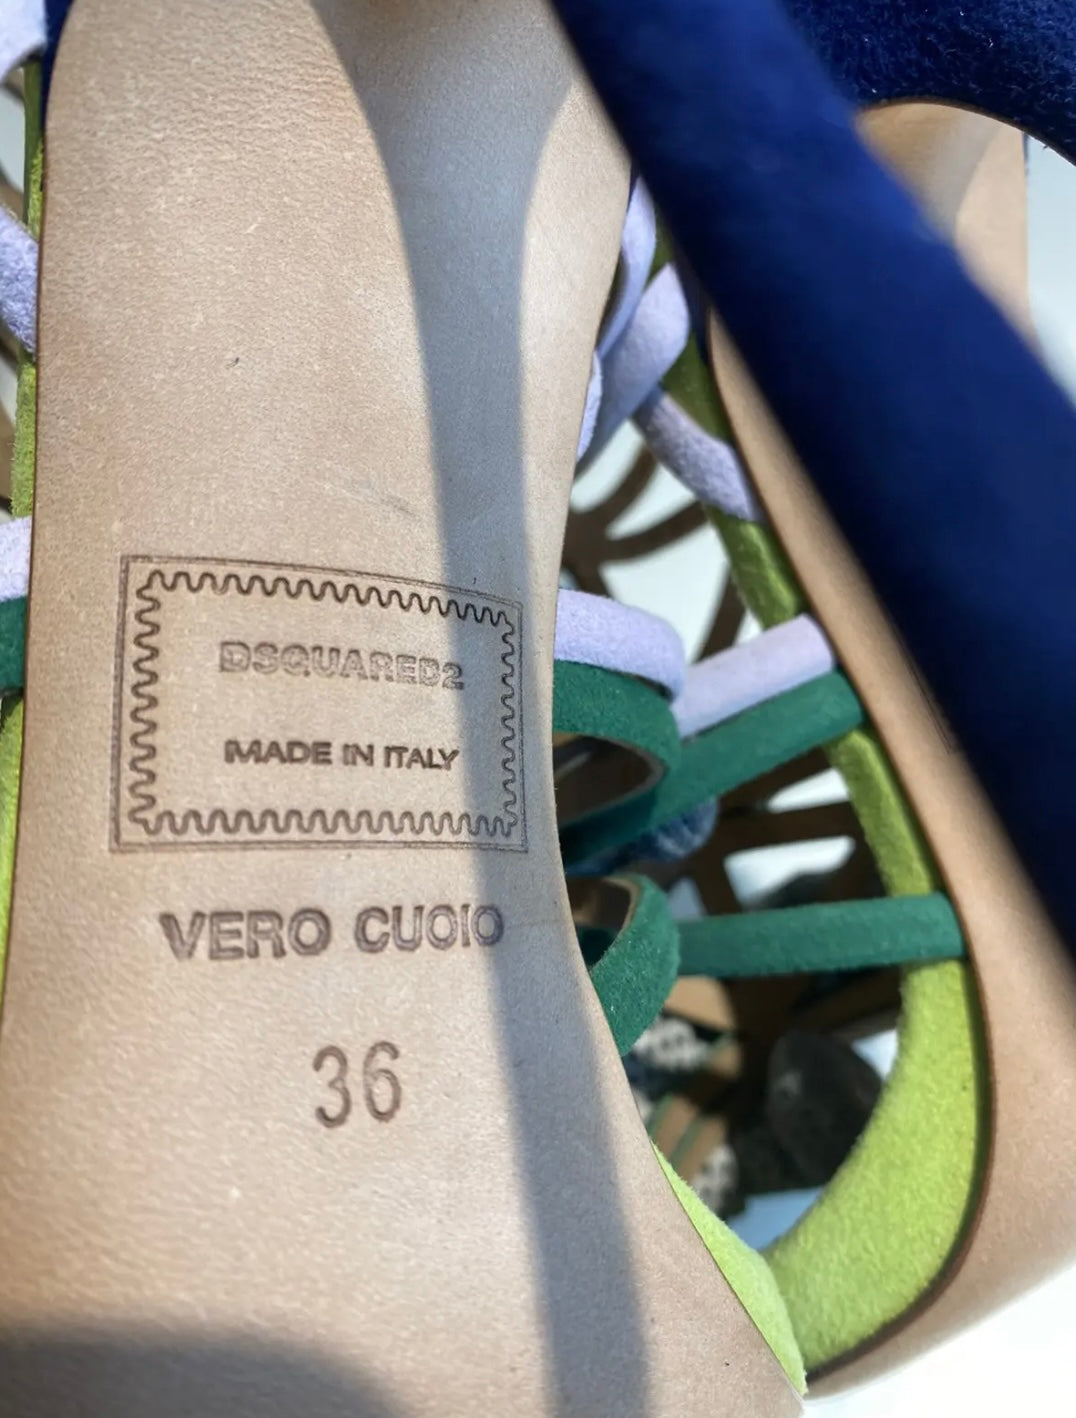 DSQUARED2
MADE IN ITALY
VERO CUOIO
36